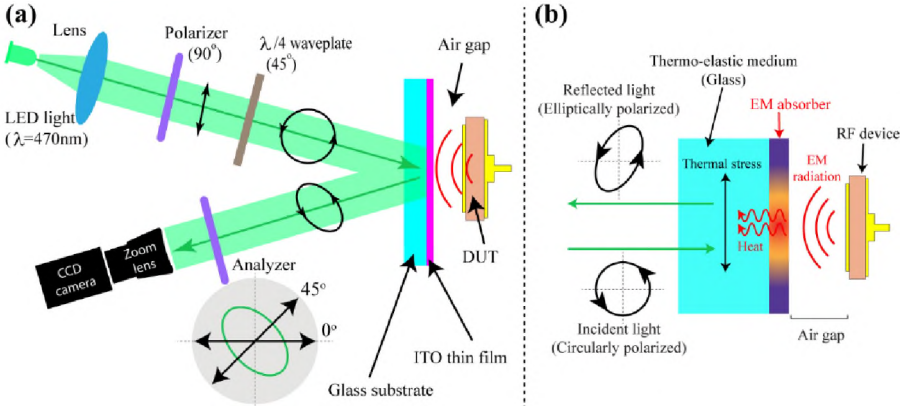 (a)
Lens
Polarizer
(90°)
λ/4 waveplate
(45°)
Air gap
LED light
(λ=470nm)
DUT
Zoom
lens
CCD
camera
Analyzer
45°
0°
ITO thin film
Glass substrate
(b)
Thermo-elastic medium
(Glass)
Reflected light
(Elliptically polarized)
EM absorber
RF device
EM
radiation
Thermal stress
Heat
Incident light
(Circularly polarized)
Air gap